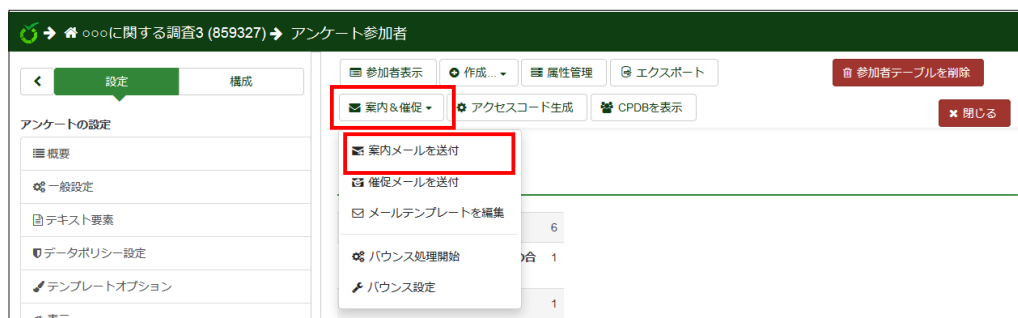 ○○○に関する調査3 (859327) アンケート参加者
設定 構成
アンケートの設定
概要
一般設定
テキスト要素
データポリシー設定
テンプレートオプション
参加者表示 作成... 属性管理 エクスポート 参加者テーブルを削除
案内&催促 アクセスコード生成 CPDBを表示 閉じる
案内メールを送付
催促メールを送付
メールテンプレートを編集
6
バウンス処理開始
合 1
バウンス設定
1